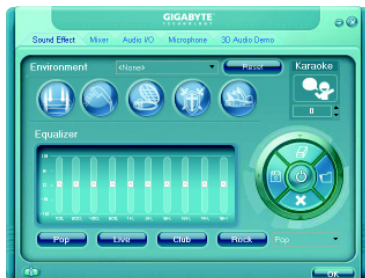 GIGABYTE
TECHNOLOGY
Sound Effect Mixer Audio I/O Microphone 3D Audio Demo
Environment <None> Reset Karaoke
0
Equalizer
Pop Live Club Rock Pop
OK